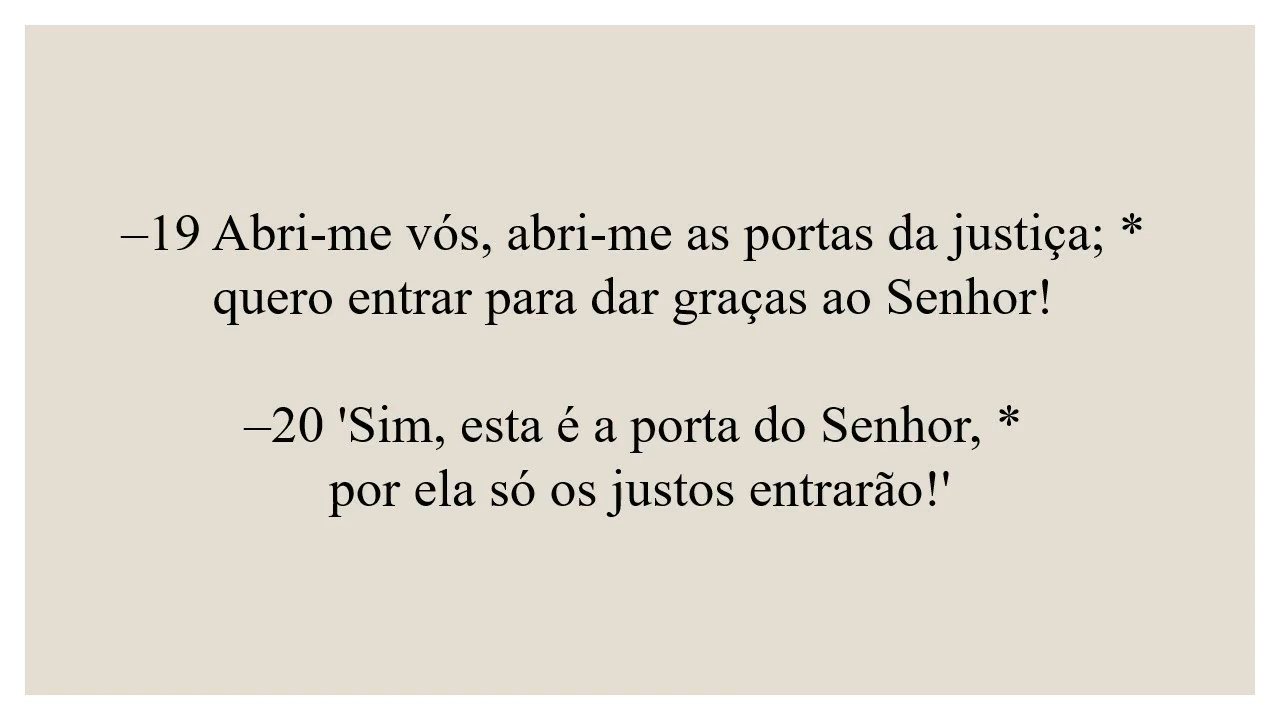 –19 Abri-me vós, abri-me as portas da justiça; *
quero entrar para dar graças ao Senhor!
–20 'Sim, esta é a porta do Senhor, *
por ela só os justos entrarão!'